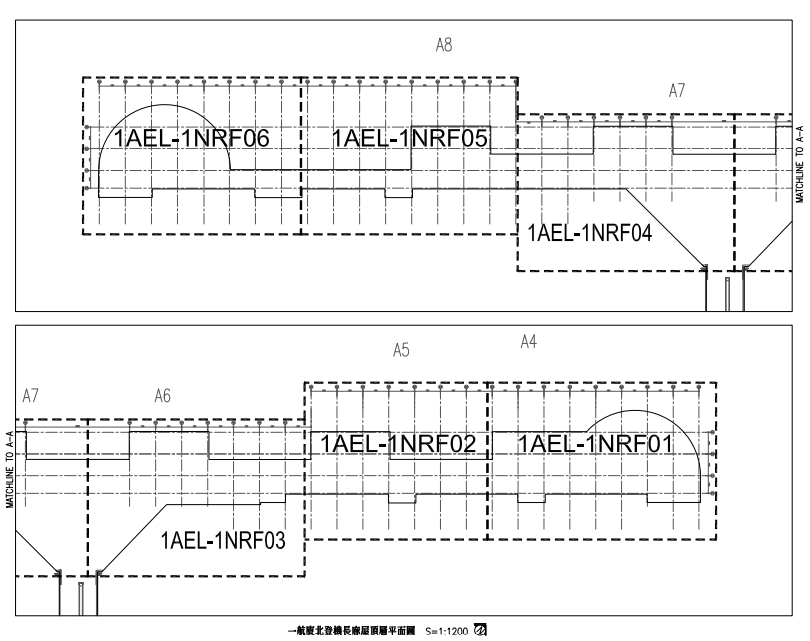 A8
A7
1AEL-1NRF06
1AEL-1NRF05
1AEL-1NRF04
MATCHLINE TO A-A
A5
A4
A7
A6
MATCHLINE TO A-A
1AEL-1NRF02
1AEL-1NRF01
1AEL-1NRF03
一航廈北登機長廊屋頂層平面圖 S=1:1200